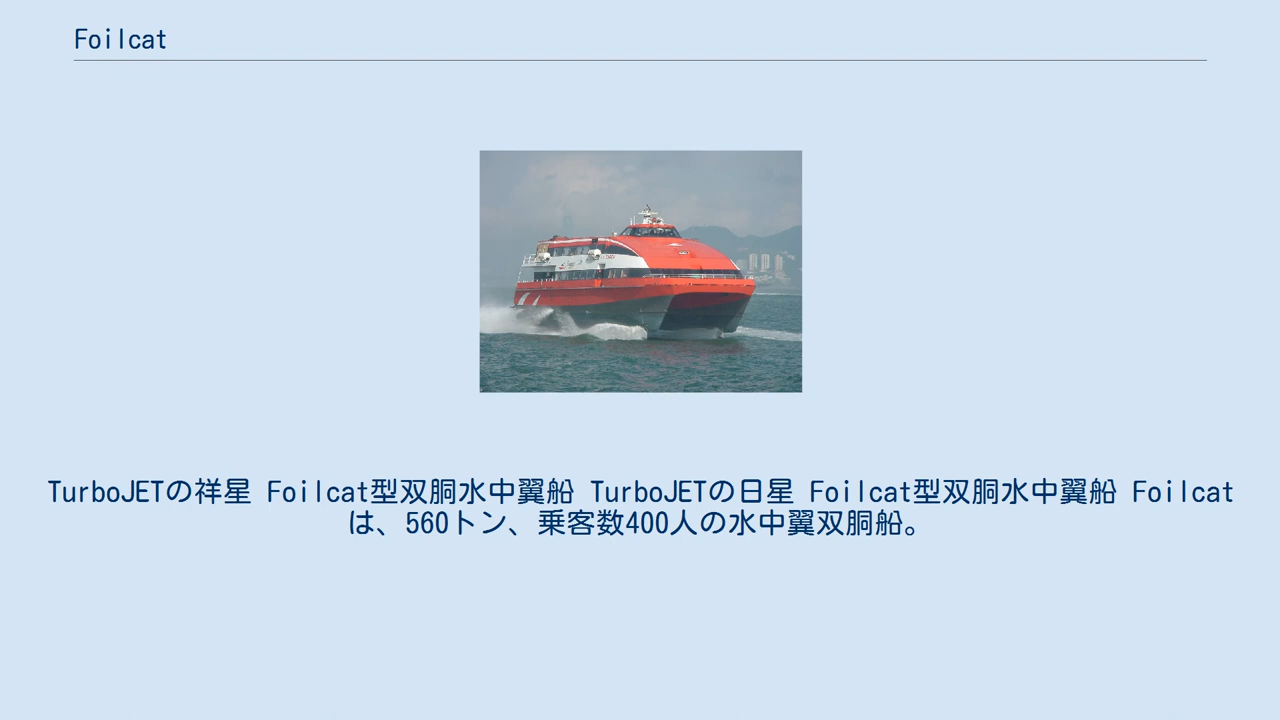 Foilcat
TurboJETの祥星 Foilcat型双胴水中翼船 TurboJETの日星 Foilcat型双胴水中翼船 Foilcat
は、560トン、乗客数400人の水中翼双胴船。